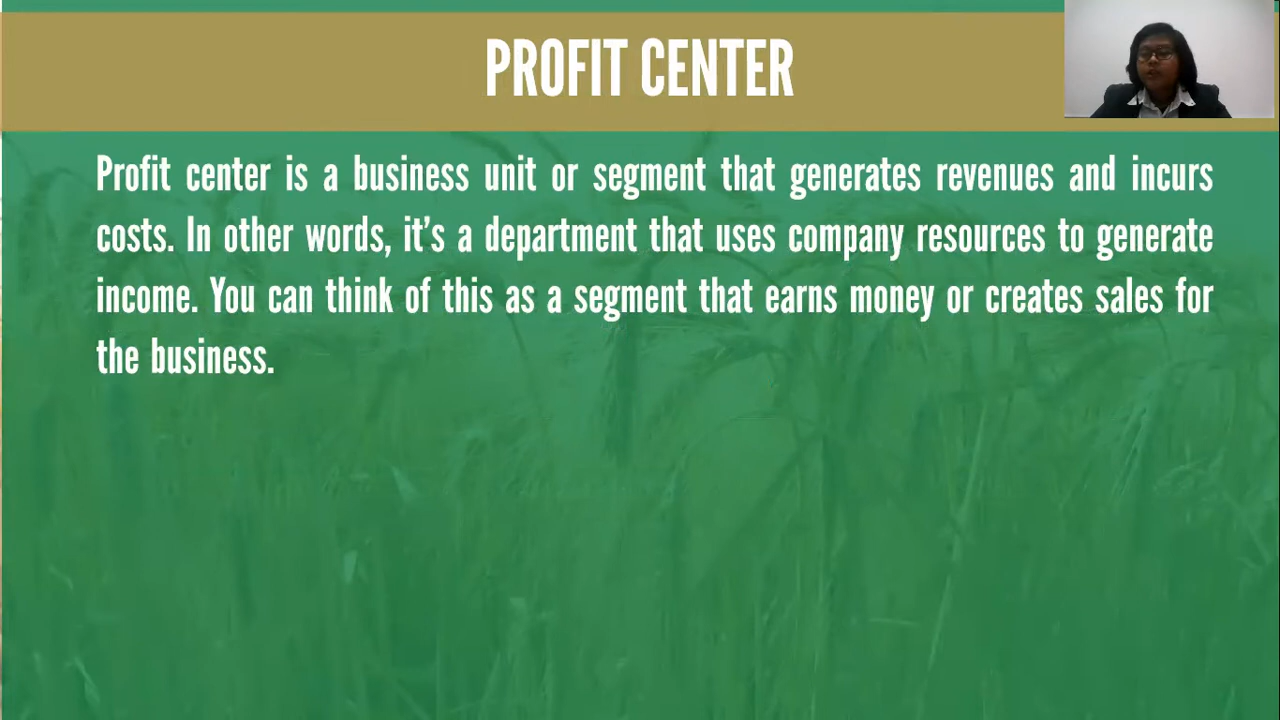 PROFIT CENTER
Profit center is a business unit or segment that generates revenues and incurs
costs. In other words, it's a department that uses company resources to generate
income. You can think of this as a segment that earns money or creates sales for
the business.